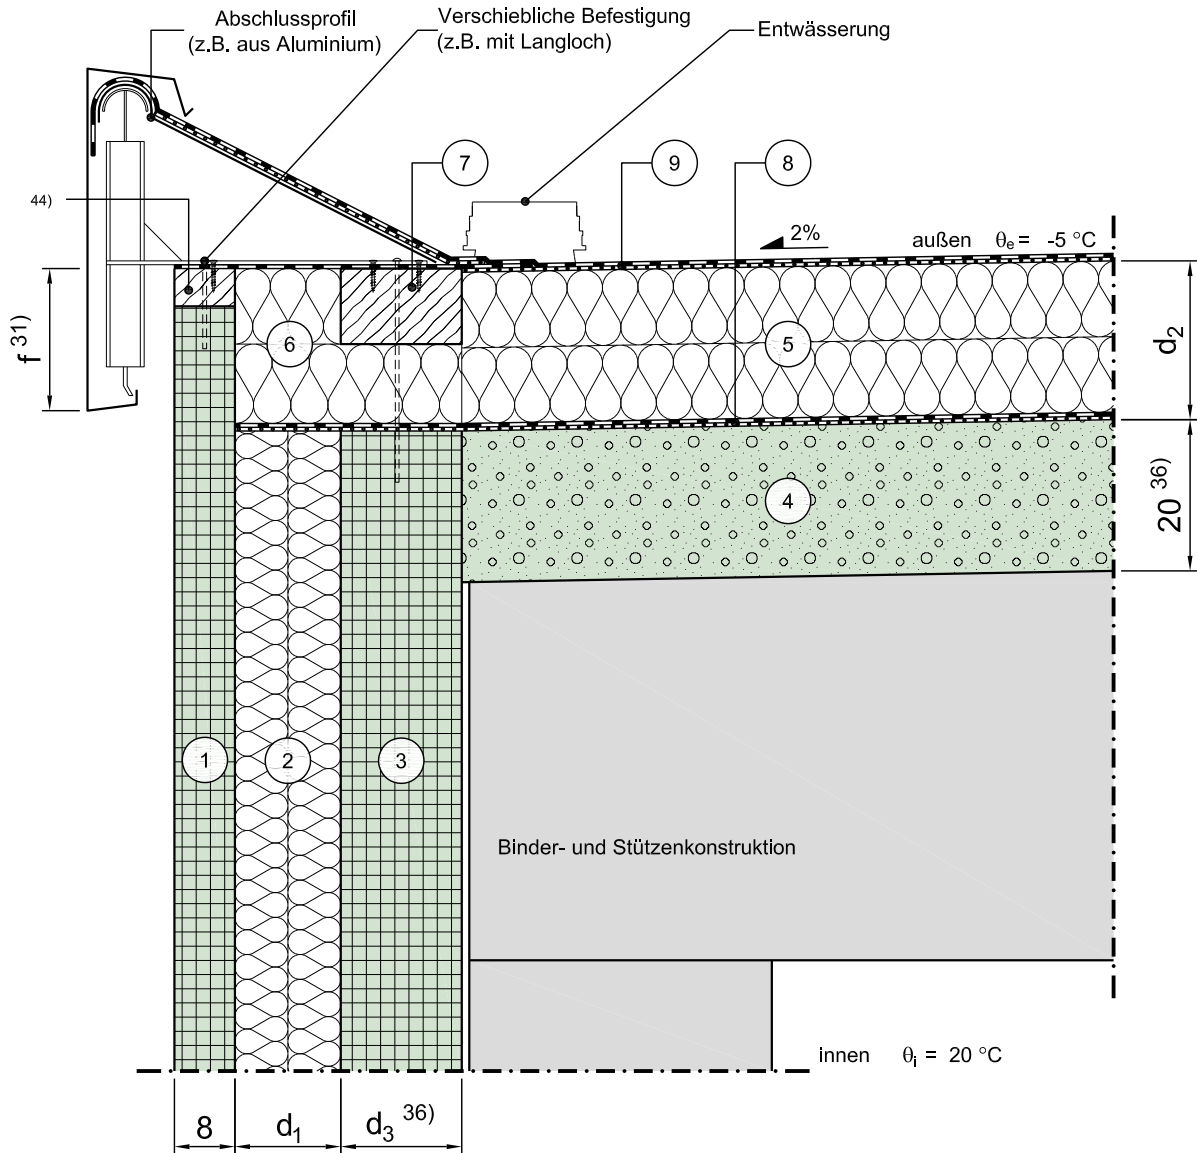 Abschlussprofil
(z.B. aus Aluminium)
Verschiebliche Befestigung
(z.B. mit Langloch)
Entwässerung
7
9
8
44)
2%
außen θe = -5 °C
f 31)
6
5
d2
4
20 36)
1
2
3
Binder- und Stützenkonstruktion
innen θi = 20 °C
8
d1
d3 36)